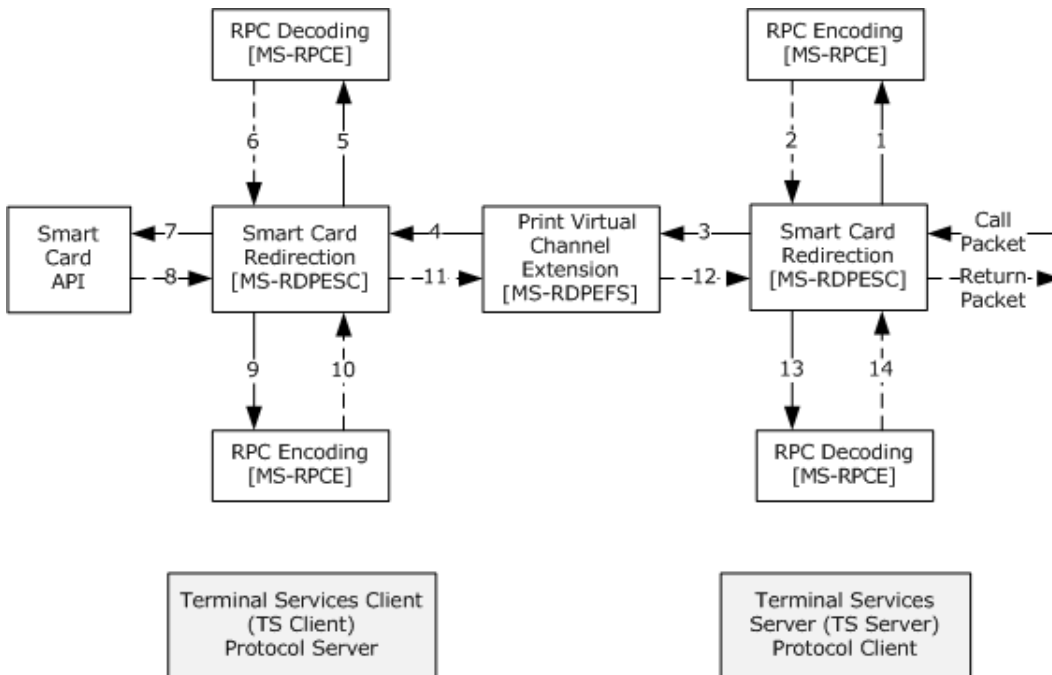 RPC Decoding
[MS-RPCE]
RPC Encoding
[MS-RPCE]
6
5
2
1
Smart
Card
API
7
8
Smart Card
Redirection
[MS-RDPESC]
4
11
Print Virtual
Channel
Extension
[MS-RDPEFS]
3
12
Smart Card
Redirection
[MS-RDPESC]
Call
Packet
Return
Packet
9
10
13
14
RPC Encoding
[MS-RPCE]
RPC Decoding
[MS-RPCE]
Terminal Services Client
(TS Client)
Protocol Server
Terminal Services
Server (TS Server)
Protocol Client